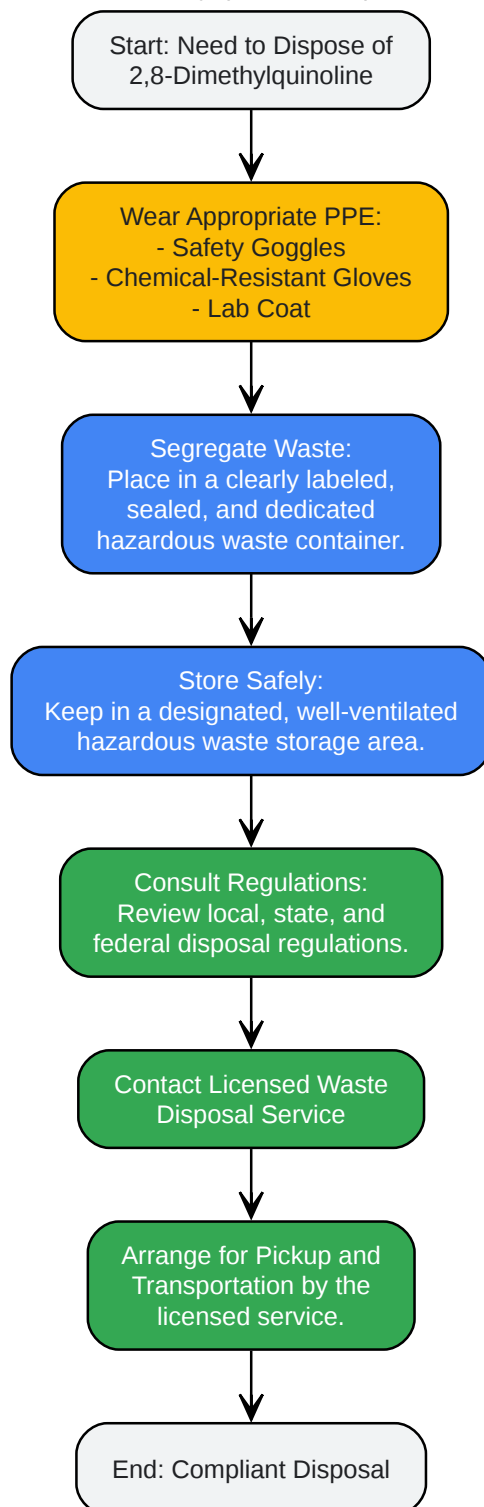 Start: Need to Dispose of
2,8-Dimethylquinoline
Wear Appropriate PPE:
- Safety Goggles
- Chemical-Resistant Gloves
- Lab Coat
Segregate Waste:
Place in a clearly labeled,
sealed, and dedicated
hazardous waste container.
Store Safely:
Keep in a designated, well-ventilated
hazardous waste storage area.
Consult Regulations:
Review local, state, and
federal disposal regulations.
Contact Licensed Waste
Disposal Service
Arrange for Pickup and
Transportation by the
licensed service.
End: Compliant Disposal